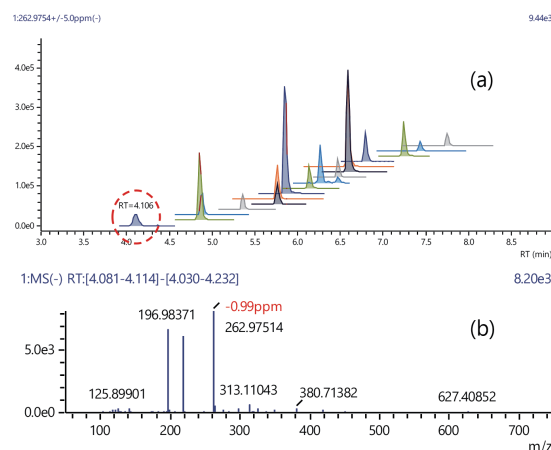 1:262.9754+/-5.0ppm(-) 9.44e3
4.0e5
3.0e5
2.0e5
1.0e5
0.0e0
(a)
RT=4.106
3.0 3.5 4.0 4.5 5.0 5.5 6.0 6.5 7.0 7.5 8.0 8.5
RT (min)
1:MS(-) RT:[4.081-4.114]-[4.030-4.232] 8.20e3
-0.99ppm
196.98371
262.97514
(b)
5.0e3
125.89901
313.11043
380.71382
627.40852
0.0e0
100 200 300 400 500 600 700
m/z